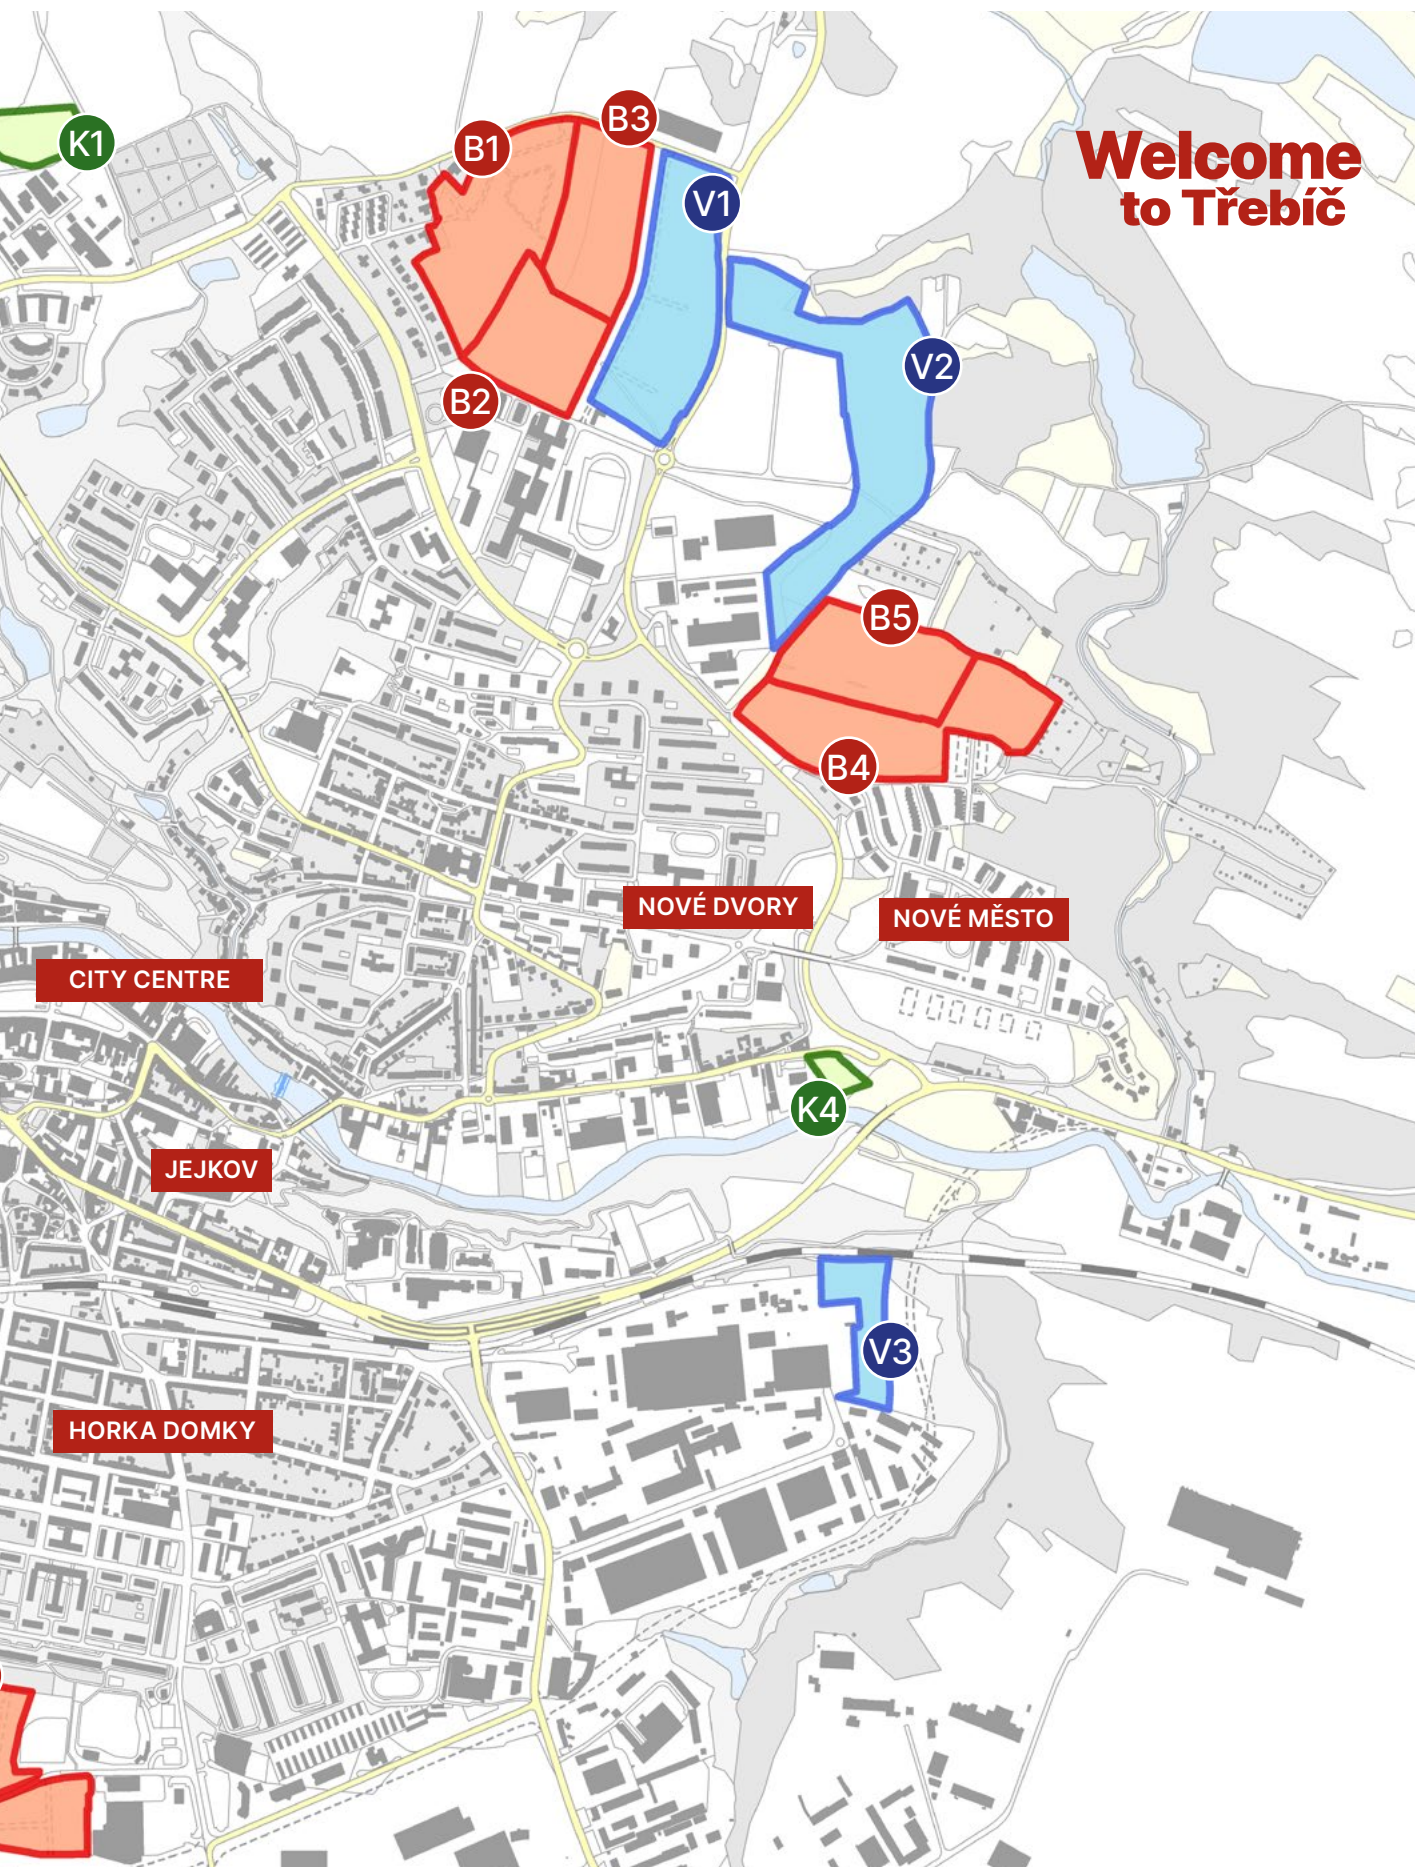 B3
K1
B1
Welcome
to Třebíč
V1
V2
B2
B5
B4
NOVÉ DVORY
NOVÉ MĚSTO
CITY CENTRE
K4
JEJKOV
V3
HORKA DOMKY